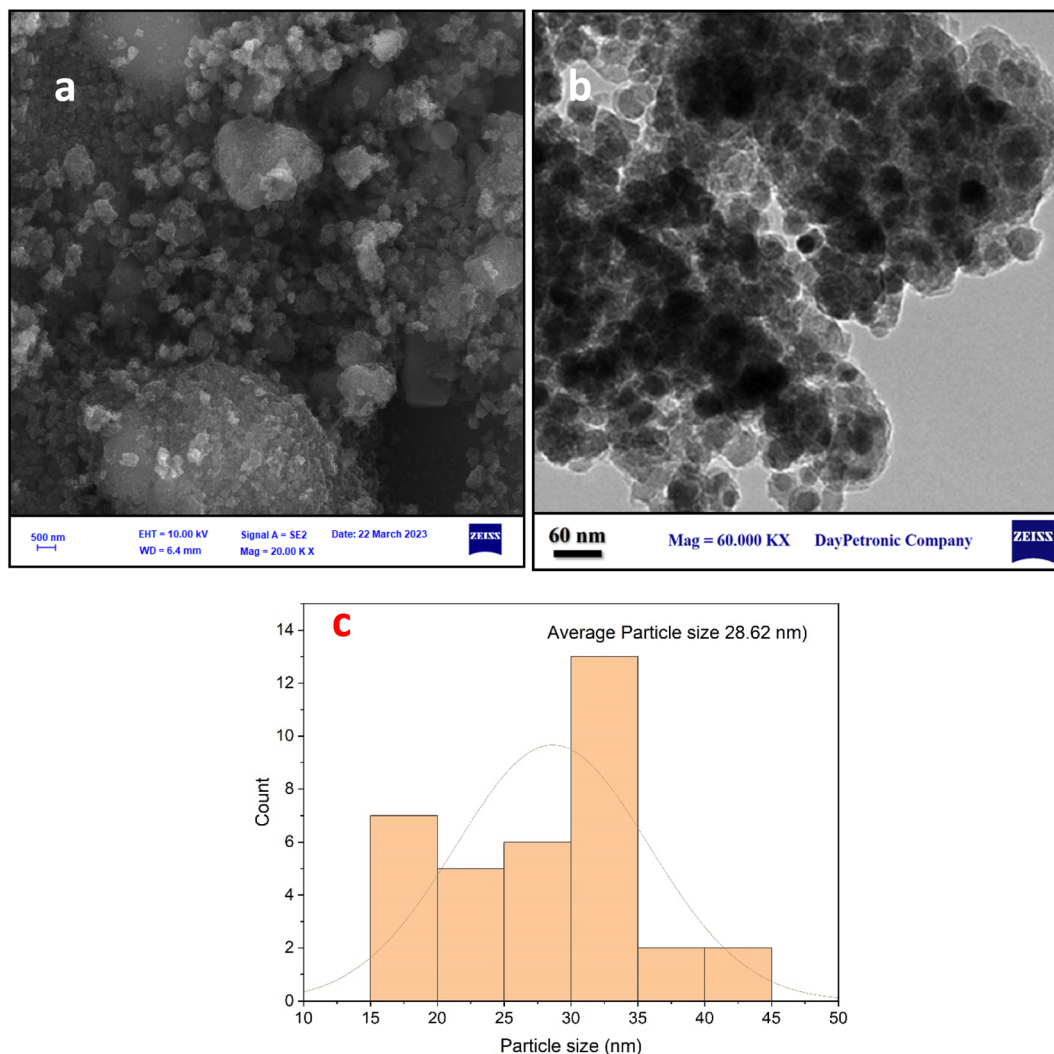 a
500 nm
EHT = 10.00 kV
WD = 6.4 mm
Signal A = SE2
Mag = 20.00 K X
Date: 22 March 2023
ZEISS
b
60 nm
Mag = 60.000 KX
DayPetronic Company
ZEISS
c
Average Particle size 28.62 nm)
Count
14
12
10
8
6
4
2
0
10 15 20 25 30 35 40 45 50
Particle size (nm)